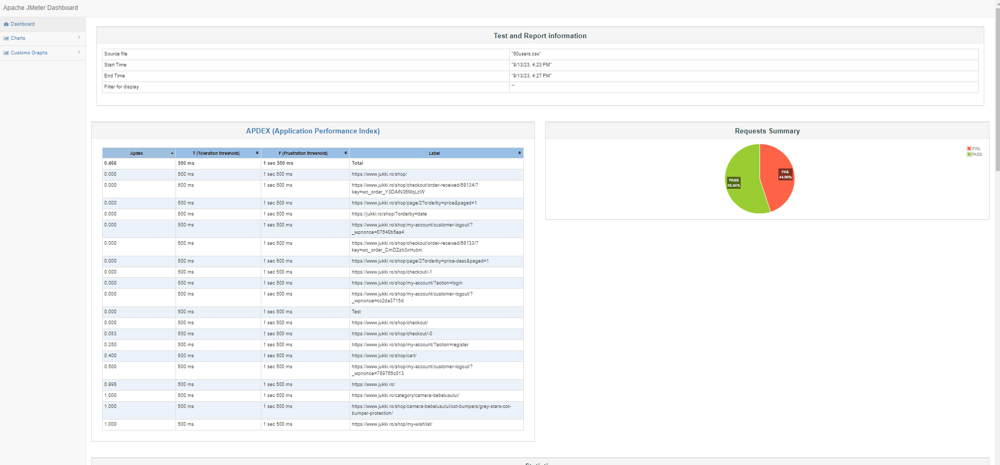 Apache JMeter Dashboard
Dashboard
Charts
Customs Graphs
Test and Report information
Source file "50users.csv"
Start Time "9/13/23, 4:23 PM"
End Time "9/13/23, 4:27 PM"
Filter for display ""
APDEX (Application Performance Index)
Apdex T (Toleration threshold) F (Frustration threshold) Label
0.466 500 ms 1 sec 500 ms Total
0.000 500 ms 1 sec 500 ms https://www.jukki.ro/shop/
0.000 500 ms 1 sec 500 ms https://www.jukki.ro/shop/checkout/order-received/68134/?
key=wc_order_Y3DAIN36MqLcW
0.000 500 ms 1 sec 500 ms https://www.jukki.ro/shop/page/2?orderby=price&paged=1
0.000 500 ms 1 sec 500 ms https://jukki.ro/shop/?orderby=date
0.000 500 ms 1 sec 500 ms https://www.jukki.ro/shop/my-account/customer-logout/?
_wpnonce=07640b5ea4
0.000 500 ms 1 sec 500 ms https://www.jukki.ro/shop/checkout/order-received/68133/?
key=wc_order_CmDZzb3xHubni
0.000 500 ms 1 sec 500 ms https://www.jukki.ro/shop/page/2?orderby=price-desc&paged=1
0.000 500 ms 1 sec 500 ms https://www.jukki.ro/shop/checkout/-1
0.000 500 ms 1 sec 500 ms https://www.jukki.ro/shop/my-account/?action=login
0.000 500 ms 1 sec 500 ms https://www.jukki.ro/shop/my-account/customer-logout/?
_wpnonce=cc2da3715d
0.000 500 ms 1 sec 500 ms Test
0.000 500 ms 1 sec 500 ms https://www.jukki.ro/shop/checkout/
0.053 500 ms 1 sec 500 ms https://www.jukki.ro/shop/checkout/-0
0.250 500 ms 1 sec 500 ms https://www.jukki.ro/shop/my-account/?action=register
0.400 500 ms 1 sec 500 ms https://www.jukki.ro/shop/cart/
0.500 500 ms 1 sec 500 ms https://www.jukki.ro/shop/my-account/customer-logout/?
_wpnonce=789765c013
0.998 500 ms 1 sec 500 ms https://www.jukki.ro/
1.000 500 ms 1 sec 500 ms https://www.jukki.ro/category/camera-bebelusului/
1.000 500 ms 1 sec 500 ms https://www.jukki.ro/shop/camera-bebelusului/cot-bumpers/grey-stars-cot-
bumper-protection/
1.000 500 ms 1 sec 500 ms https://www.jukki.ro/shop/my-wishlist/
Requests Summary
FAIL
PASS
FAIL
44.96%
PASS
55.04%